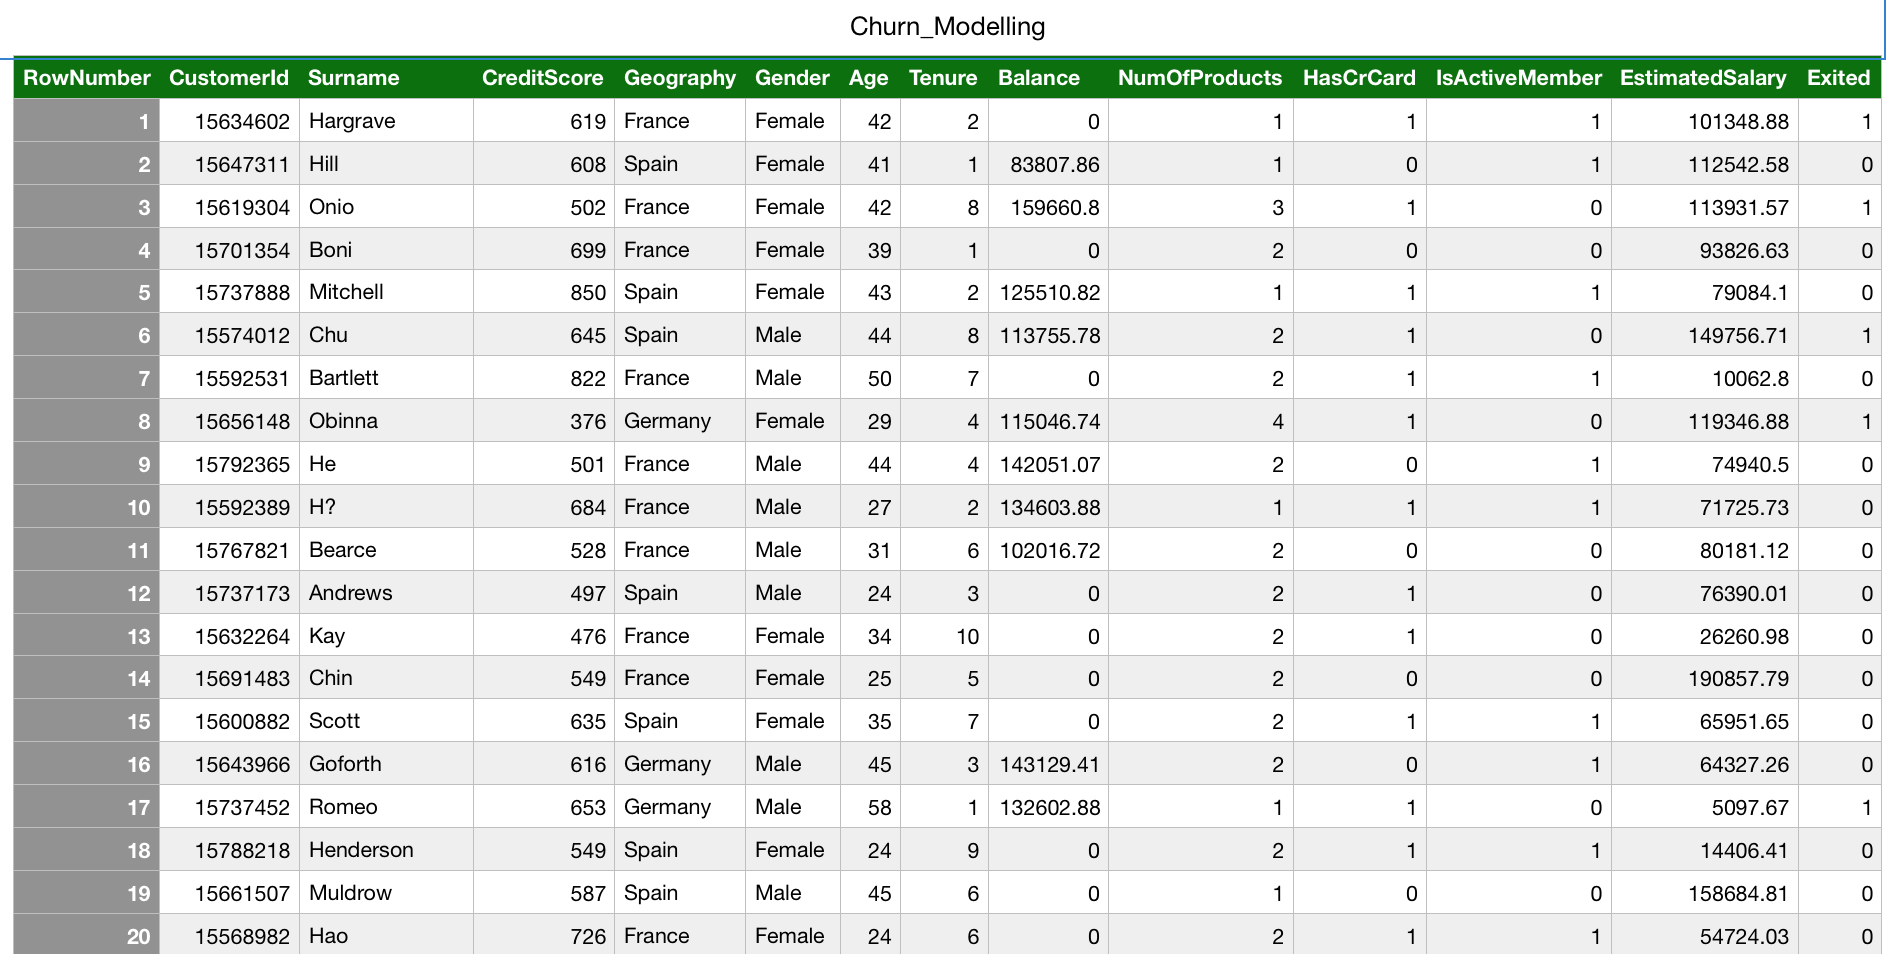 Churn_Modelling
RowNumber CustomerId Surname CreditScore Geography Gender Age Tenure Balance NumOfProducts HasCrCard IsActiveMember EstimatedSalary Exited
1 15634602 Hargrave 619 France Female 42 2 0 1 1 1 101348.88 1
2 15647311 Hill 608 Spain Female 41 1 83807.86 1 0 1 112542.58 0
3 15619304 Onio 502 France Female 42 8 159660.8 3 1 0 113931.57 1
4 15701354 Boni 699 France Female 39 1 0 2 0 0 93826.63 0
5 15737888 Mitchell 850 Spain Female 43 2 125510.82 1 1 1 79084.1 0
6 15574012 Chu 645 Spain Male 44 8 113755.78 2 1 0 149756.71 1
7 15592531 Bartlett 822 France Male 50 7 0 2 1 1 10062.8 0
8 15656148 Obinna 376 Germany Female 29 4 115046.74 4 1 0 119346.88 1
9 15792365 He 501 France Male 44 4 142051.07 2 0 1 74940.5 0
10 15592389 H? 684 France Male 27 2 134603.88 1 1 1 71725.73 0
11 15767821 Bearce 528 France Male 31 6 102016.72 2 0 0 80181.12 0
12 15737173 Andrews 497 Spain Male 24 3 0 2 1 0 76390.01 0
13 15632264 Kay 476 France Female 34 10 0 2 1 0 26260.98 0
14 15691483 Chin 549 France Female 25 5 0 2 0 0 190857.79 0
15 15600882 Scott 635 Spain Female 35 7 0 2 1 1 65951.65 0
16 15643966 Goforth 616 Germany Male 45 3 143129.41 2 0 1 64327.26 0
17 15737452 Romeo 653 Germany Male 58 1 132602.88 1 1 0 5097.67 1
18 15788218 Henderson 549 Spain Female 24 9 0 2 1 1 14406.41 0
19 15661507 Muldrow 587 Spain Male 45 6 0 1 0 0 158684.81 0
20 15568982 Hao 726 France Female 24 6 0 2 1 1 54724.03 0